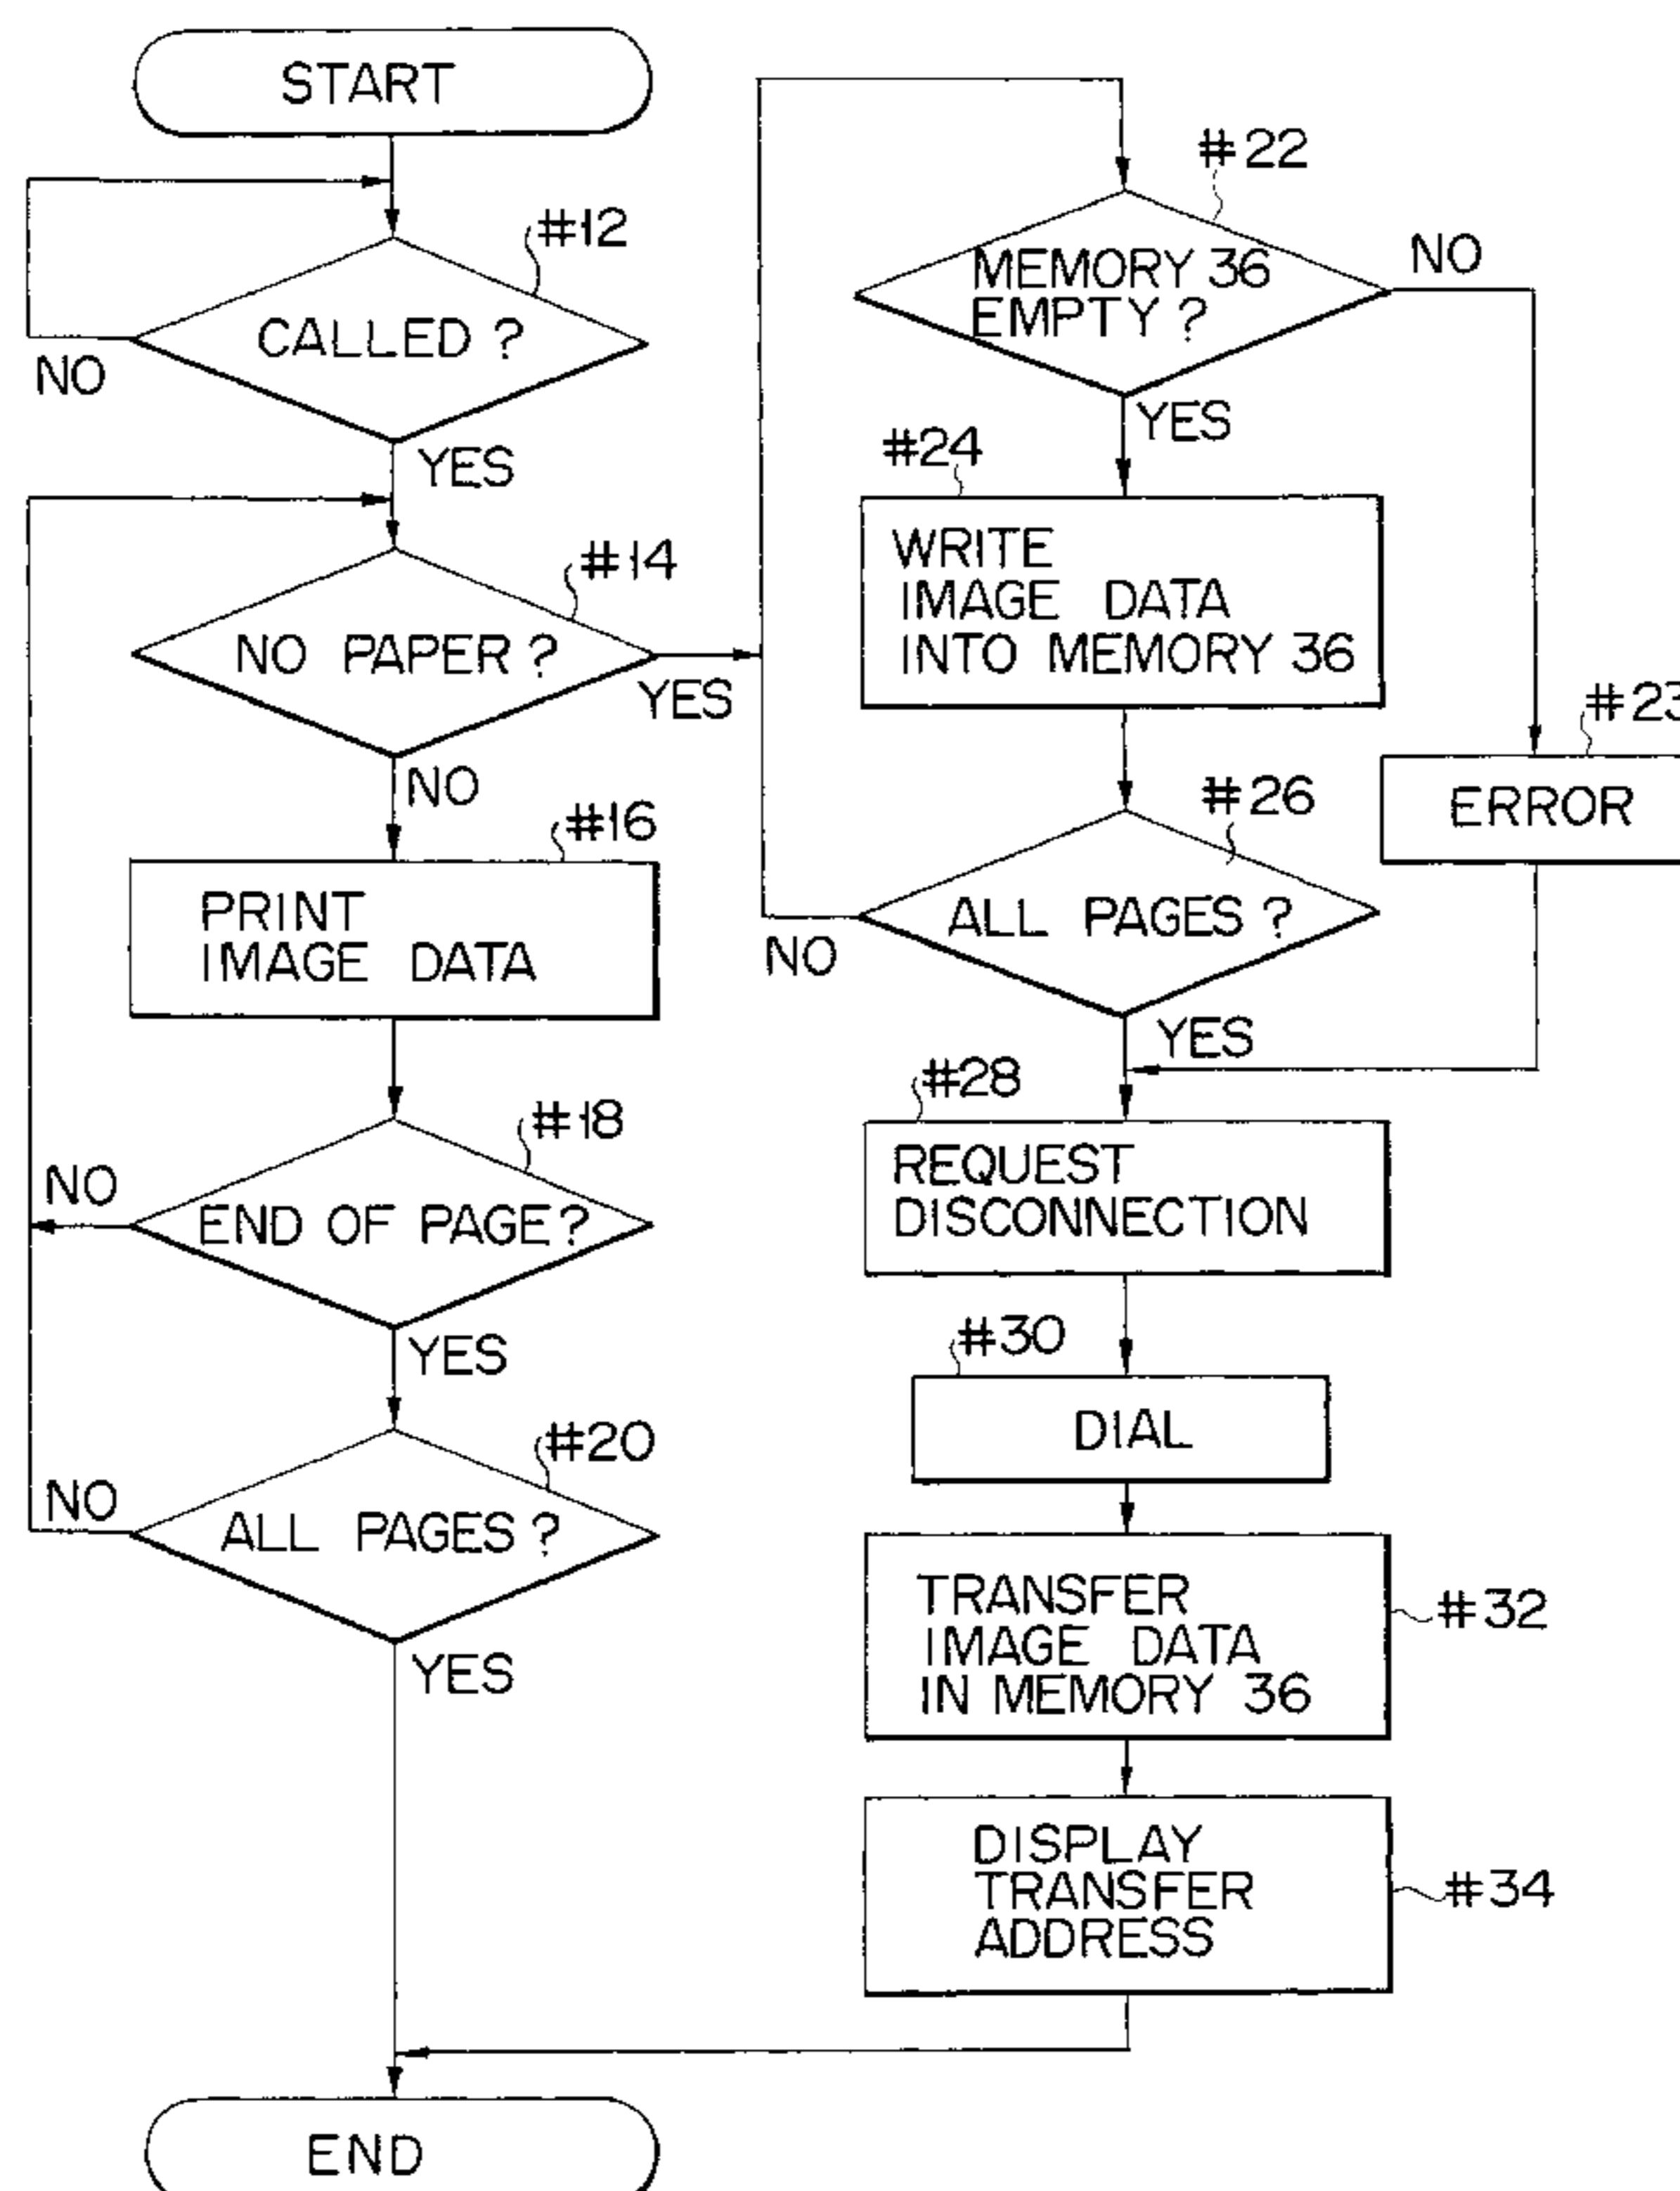 START
#12
CALLED ?
NO
YES
#14
NO PAPER ?
YES
NO
#16
PRINT
IMAGE DATA
#18
NO
END OF PAGE?
YES
#20
NO
ALL PAGES ?
YES
#22
MEMORY 36
EMPTY ?
NO
YES
#24
WRITE
IMAGE DATA
INTO MEMORY 36
#23
ERROR
#26
ALL PAGES ?
NO
YES
#28
REQUEST
DISCONNECTION
#30
DIAL
TRANSFER
IMAGE DATA
IN MEMORY 36
#32
DISPLAY
TRANSFER
ADDRESS
#34
END